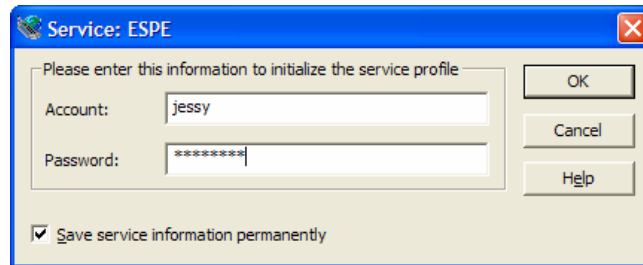 Service: ESPE
Please enter this information to initialize the service profile
OK
Account:
jessy
Cancel
Password:
********
Help
Save service information permanently